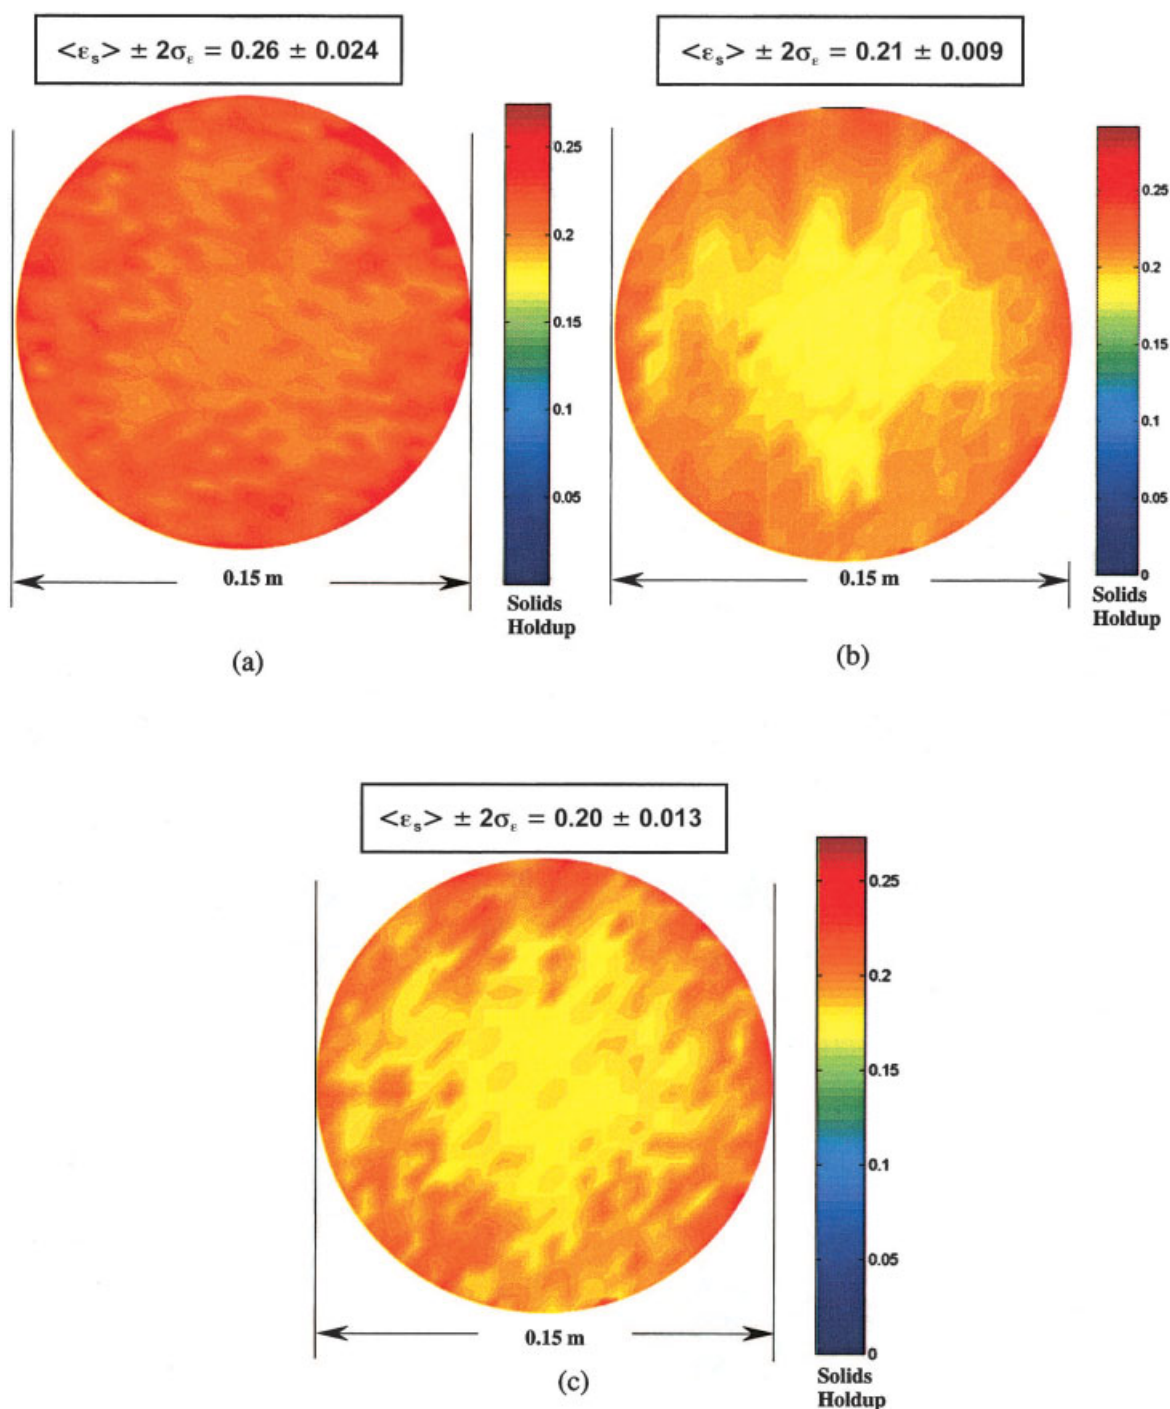 <εₛ> ± 2σ_ε = 0.26 ± 0.024
<εₛ> ± 2σ_ε = 0.21 ± 0.009
0.25
0.2
0.15
0.1
0.05
0.25
0.2
0.15
0.1
0.05
0
0.15 m
0.15 m
Solids
Holdup
Solids
Holdup
(a)
(b)
<εₛ> ± 2σ_ε = 0.20 ± 0.013
0.25
0.2
0.15
0.1
0.05
0
0.15 m
Solids
Holdup
(c)